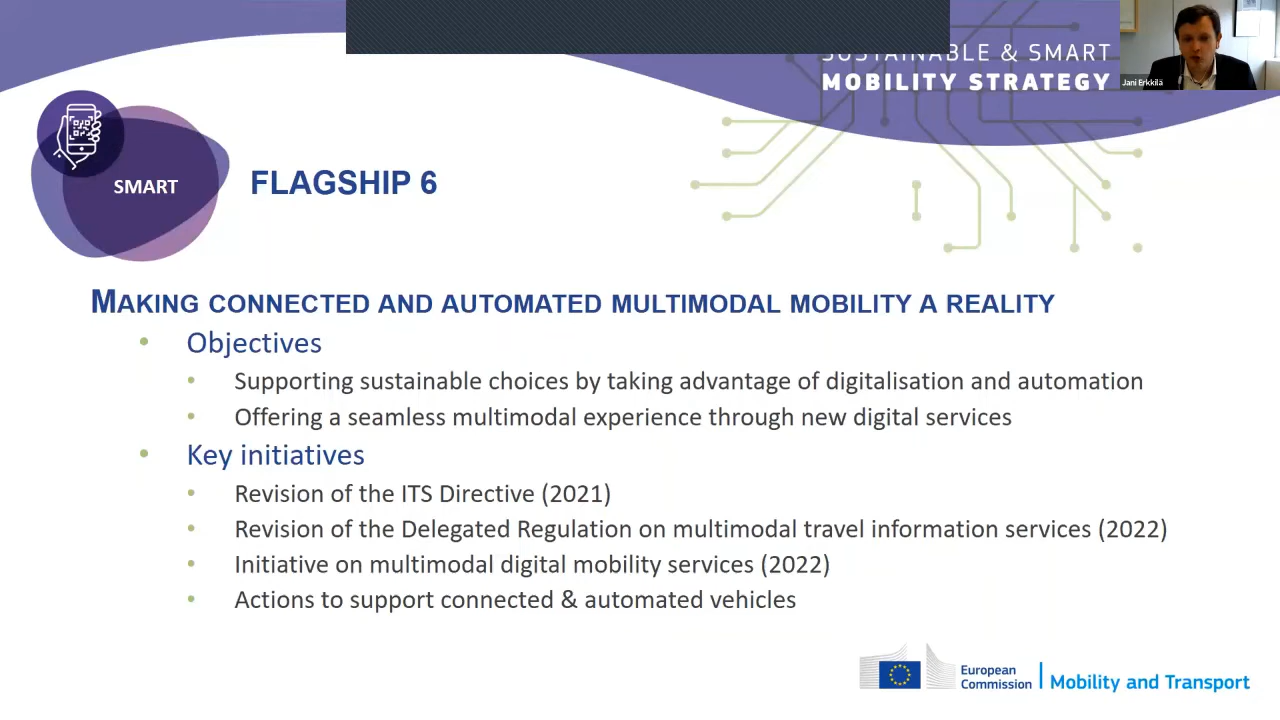 SUSTAINABLE & SMART
MOBILITY STRATEGY
Jani Erkkilä
SMART
FLAGSHIP 6
MAKING CONNECTED AND AUTOMATED MULTIMODAL MOBILITY A REALITY
• Objectives
• Supporting sustainable choices by taking advantage of digitalisation and automation
• Offering a seamless multimodal experience through new digital services
• Key initiatives
• Revision of the ITS Directive (2021)
• Revision of the Delegated Regulation on multimodal travel information services (2022)
• Initiative on multimodal digital mobility services (2022)
• Actions to support connected & automated vehicles
European
Commission
Mobility and Transport